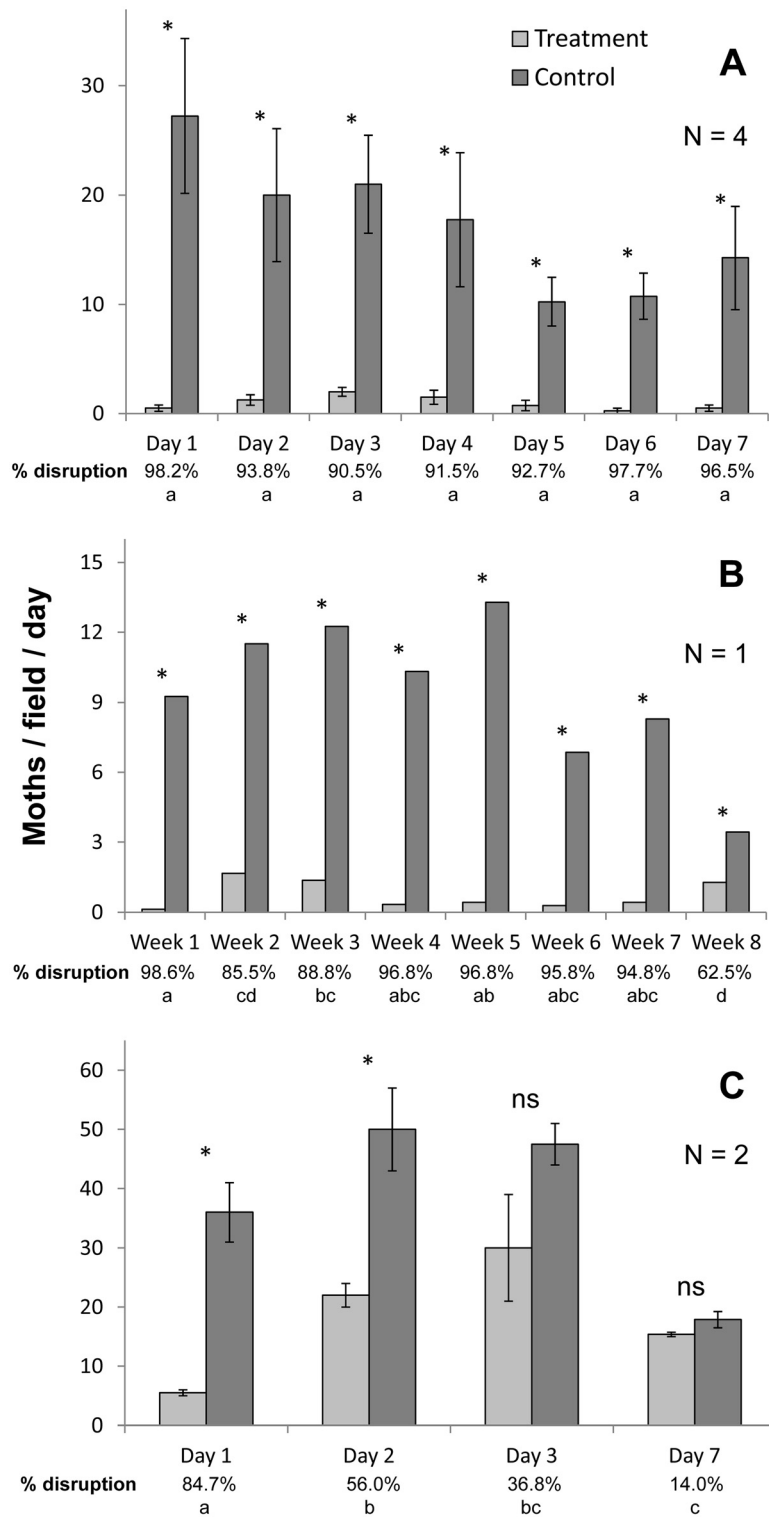 Treatment
Control
A
N = 4
*
*
*
*
*
*
*
30
20
10
0
Day 1 Day 2 Day 3 Day 4 Day 5 Day 6 Day 7
% disruption 98.2% 93.8% 90.5% 91.5% 92.7% 97.7% 96.5%
a a a a a a a
Moths / field / day
B
N = 1
*
*
*
*
*
*
*
*
15
12
9
6
3
0
Week 1 Week 2 Week 3 Week 4 Week 5 Week 6 Week 7 Week 8
% disruption 98.6% 85.5% 88.8% 96.8% 96.8% 95.8% 94.8% 62.5%
a cd bc abc ab abc abc d
C
N = 2
*
*
ns
ns
60
50
40
30
20
10
0
Day 1 Day 2 Day 3 Day 7
% disruption 84.7% 56.0% 36.8% 14.0%
a b bc c